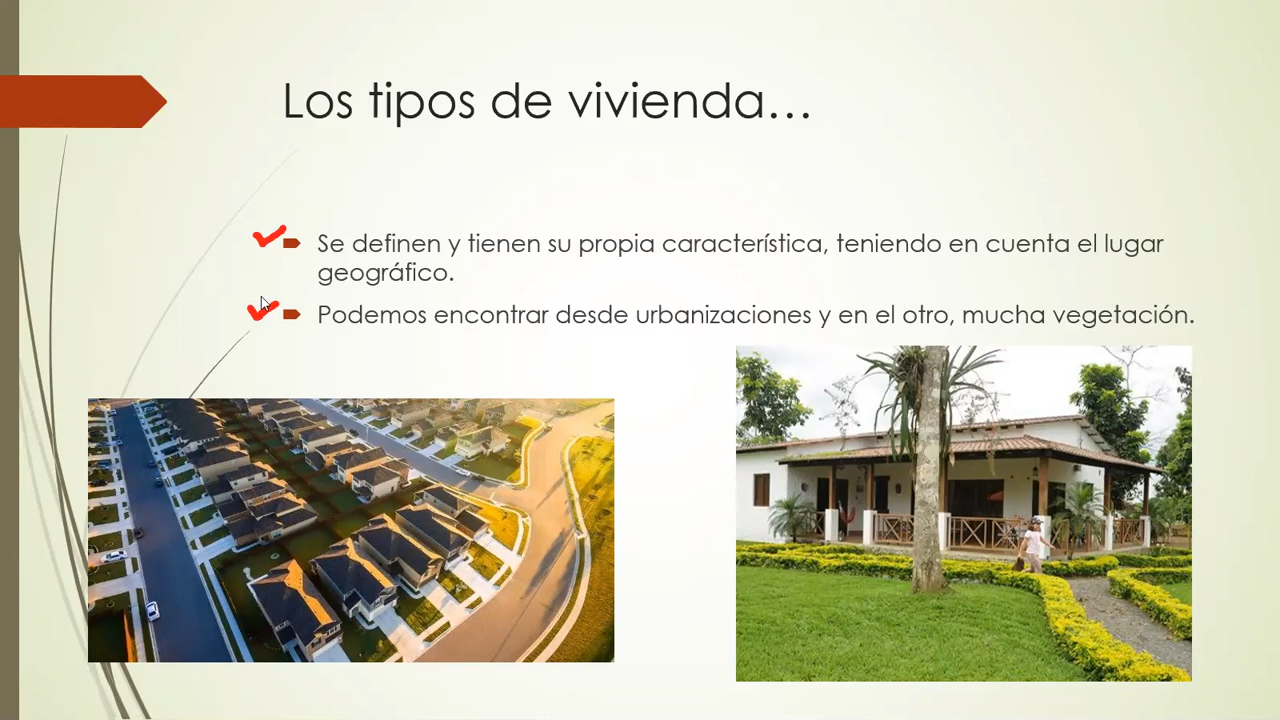 Los tipos de vivienda...
Se definen y tienen su propia característica, teniendo en cuenta el lugar
geográfico.
Podemos encontrar desde urbanizaciones y en el otro, mucha vegetación.